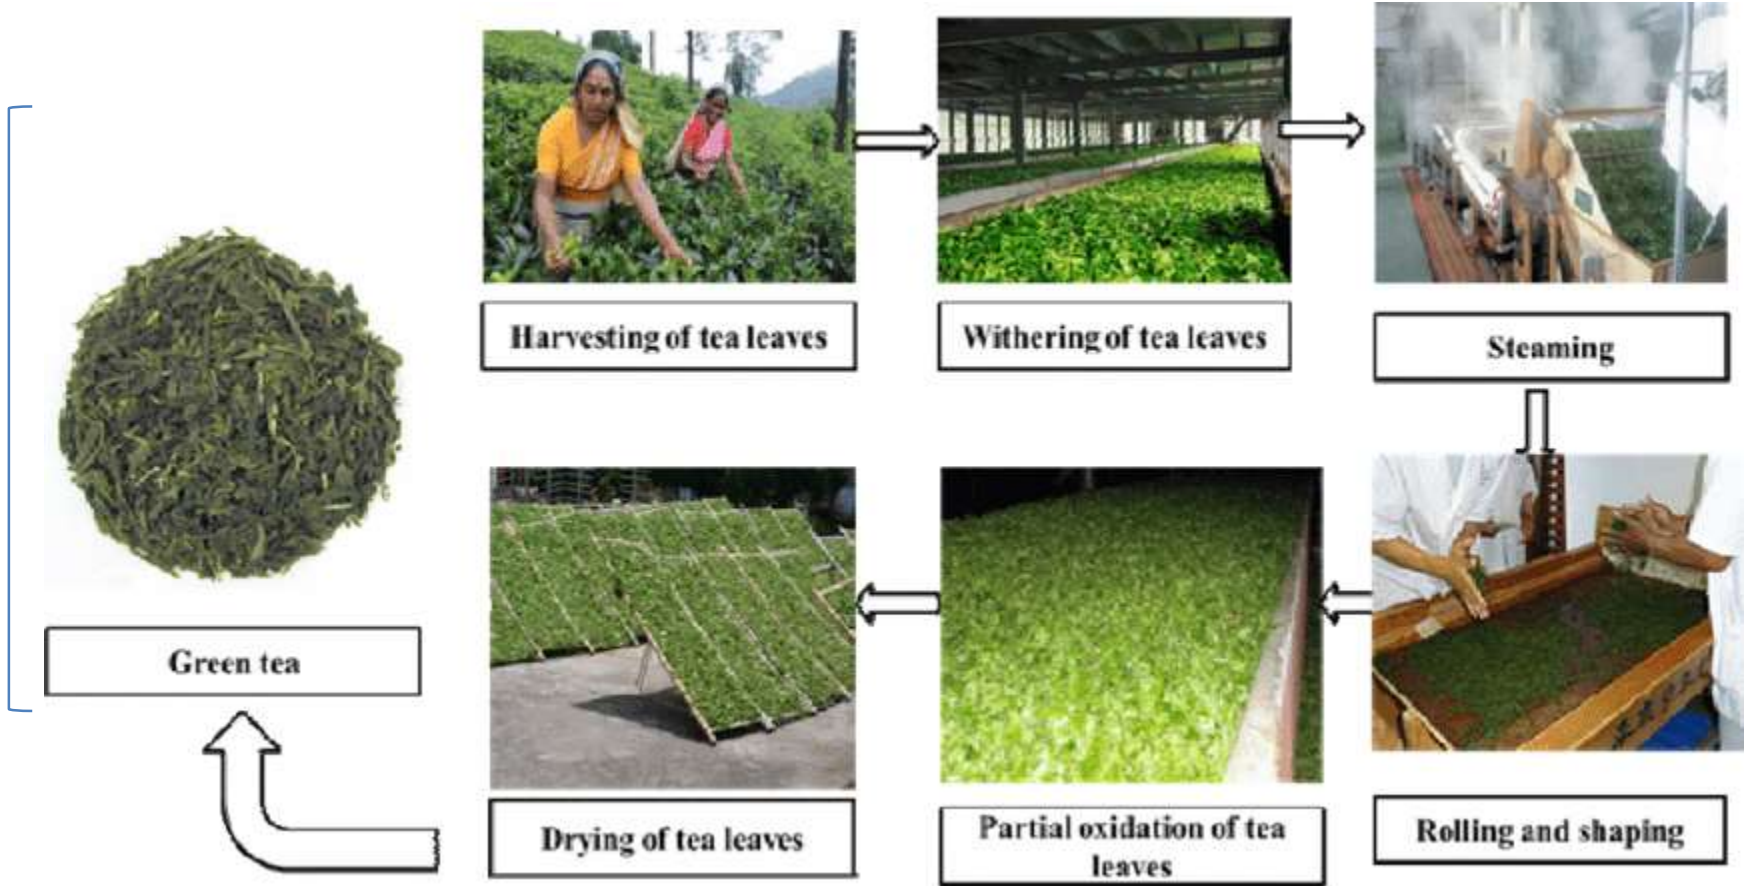 Harvesting of tea leaves
Withering of tea leaves
Steaming
Green tea
Drying of tea leaves
Partial oxidation of tea
leaves
Rolling and shaping